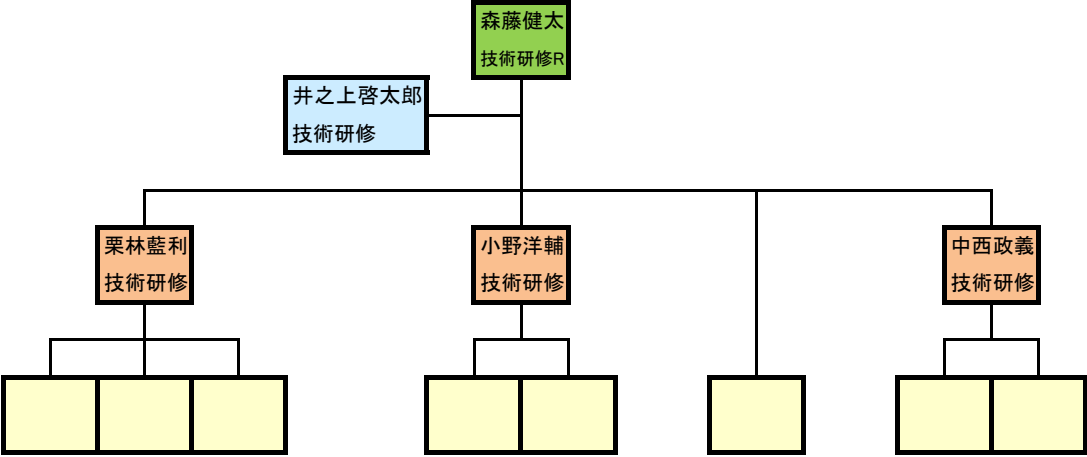 森藤健太
技術研修R
井之上啓太郎
技術研修
栗林藍利
技術研修
小野洋輔
技術研修
中西政義
技術研修